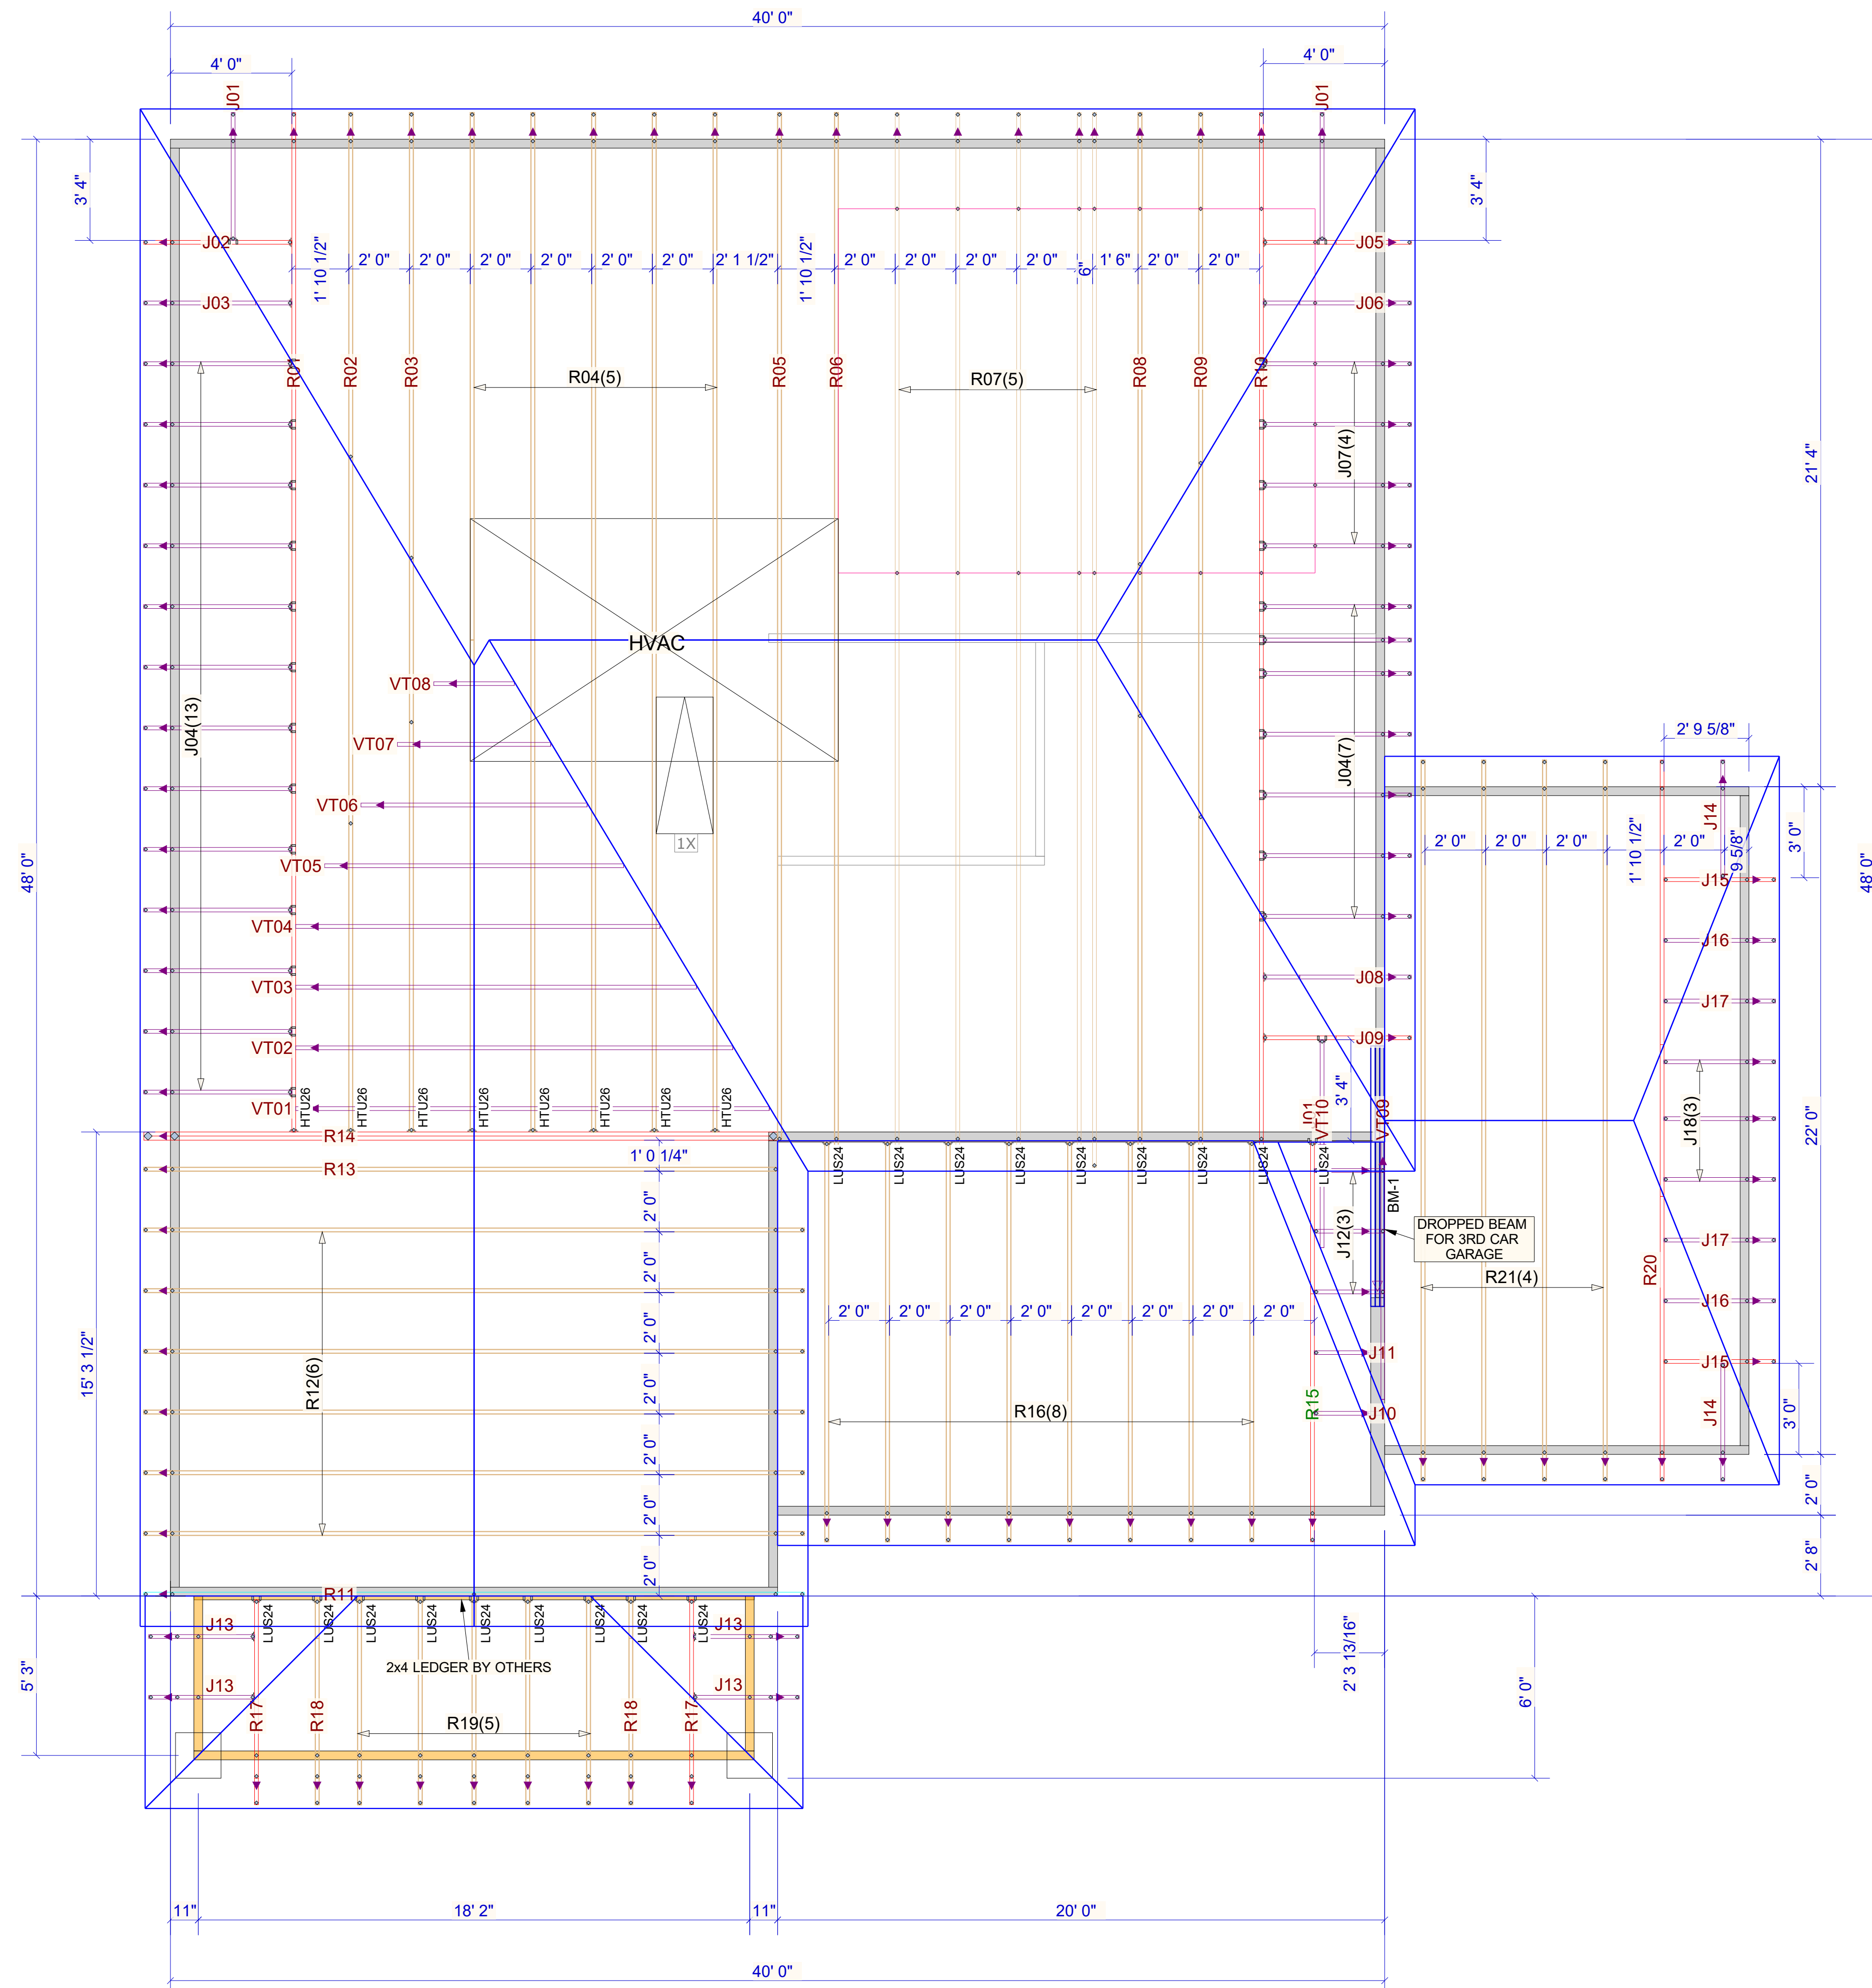 40' 0"
4' 0"
4' 0"
J01
J01
3' 4"
3' 4"
J02
J05
1' 10 1/2"
2' 0"
2' 0"
2' 0"
2' 0"
2' 0"
2' 0"
2' 1 1/2"
1' 10 1/2"
2' 0"
2' 0"
2' 0"
2' 0"
6"
1' 6"
2' 0"
2' 0"
J03
J06
R01
R02
R03
R04(5)
R05
R06
R07(5)
R08
R09
R10
J07(4)
21' 4"
HVAC
VT08
J04(13)
VT07
J04(7)
2' 9 5/8"
VT06
1X
J14
2' 0"
2' 0"
2' 0"
1' 10 1/2"
2' 0"
9 5/8"
3' 0"
48' 0"
48' 0"
VT05
J15
VT04
J16
VT03
J08
J17
VT02
J09
3' 4"
VT01
HTU26
HTU26
HTU26
HTU26
HTU26
HTU26
HTU26
HTU26
J01
VT10
VT09
J18(3)
22' 0"
R14
R13
1' 0 1/4"
LUS24
LUS24
LUS24
LUS24
LUS24
LUS24
LUS24
LUS24
LUS24
BM-1
2' 0"
2' 0"
2' 0"
2' 0"
2' 0"
2' 0"
2' 0"
J12(3)
DROPPED BEAM
FOR 3RD CAR
GARAGE
J17
R20
R21(4)
J16
2' 0"
2' 0"
2' 0"
2' 0"
2' 0"
2' 0"
2' 0"
2' 0"
15' 3 1/2"
R12(6)
J11
J15
R15
R16(8)
J10
J14
3' 0"
2' 0"
2' 8"
R11
LUS24
LUS24
LUS24
LUS24
LUS24
LUS24
LUS24
LUS24
LUS24
J13
J13
2x4 LEDGER BY OTHERS
5' 3"
J13
J13
R17
R18
R19(5)
R18
R17
2' 3 13/16"
6' 0"
11"
18' 2"
11"
20' 0"
40' 0"